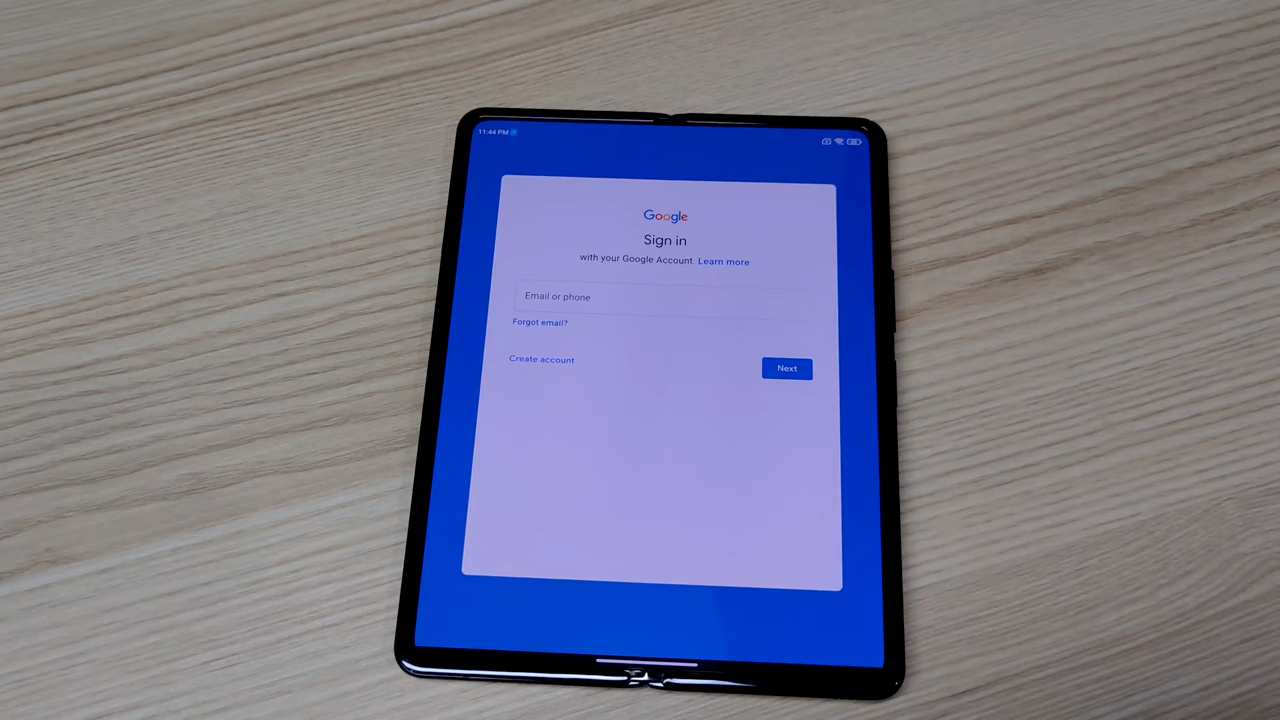 11:44 PM
Google
Sign in
with your Google Account. Learn more
Email or phone
Forgot email?
Create account
Next